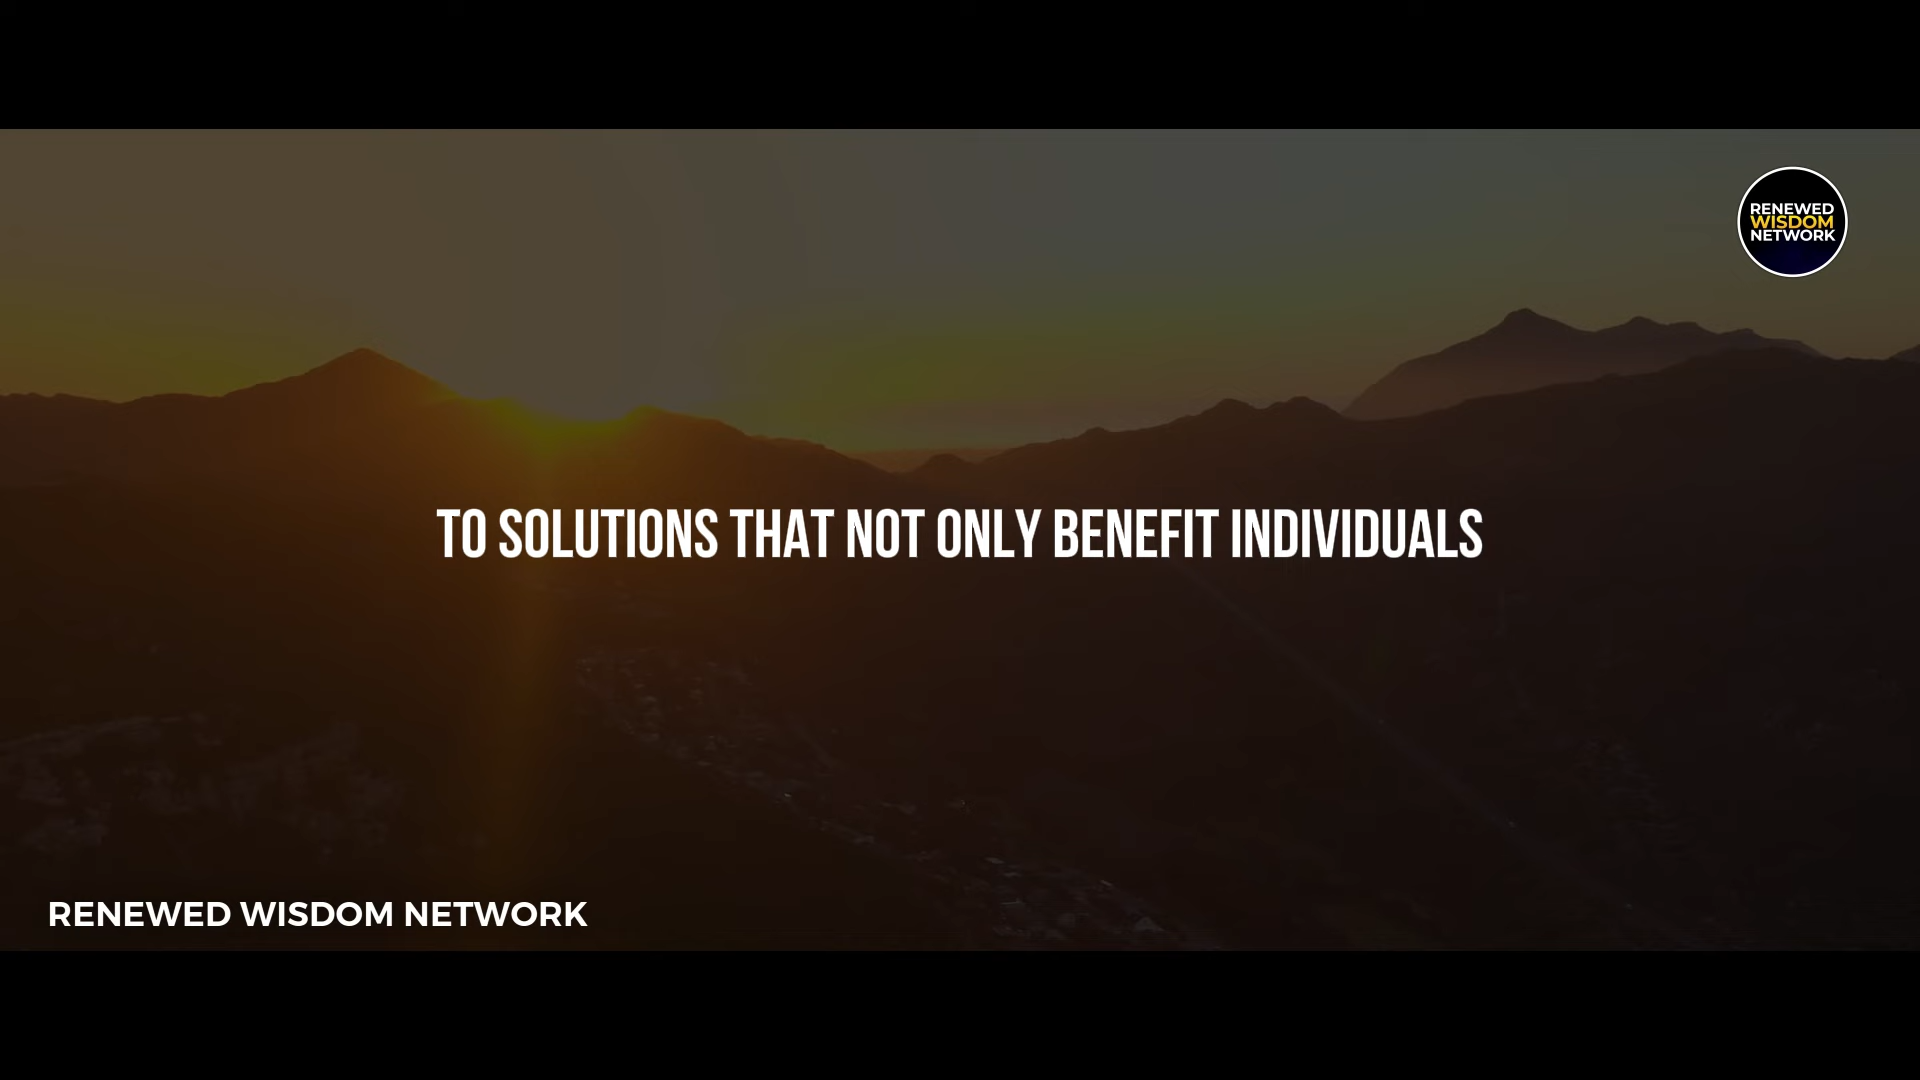 RENEWED
WISDOM
NETWORK
TO SOLUTIONS THAT NOT ONLY BENEFIT INDIVIDUALS
RENEWED WISDOM NETWORK